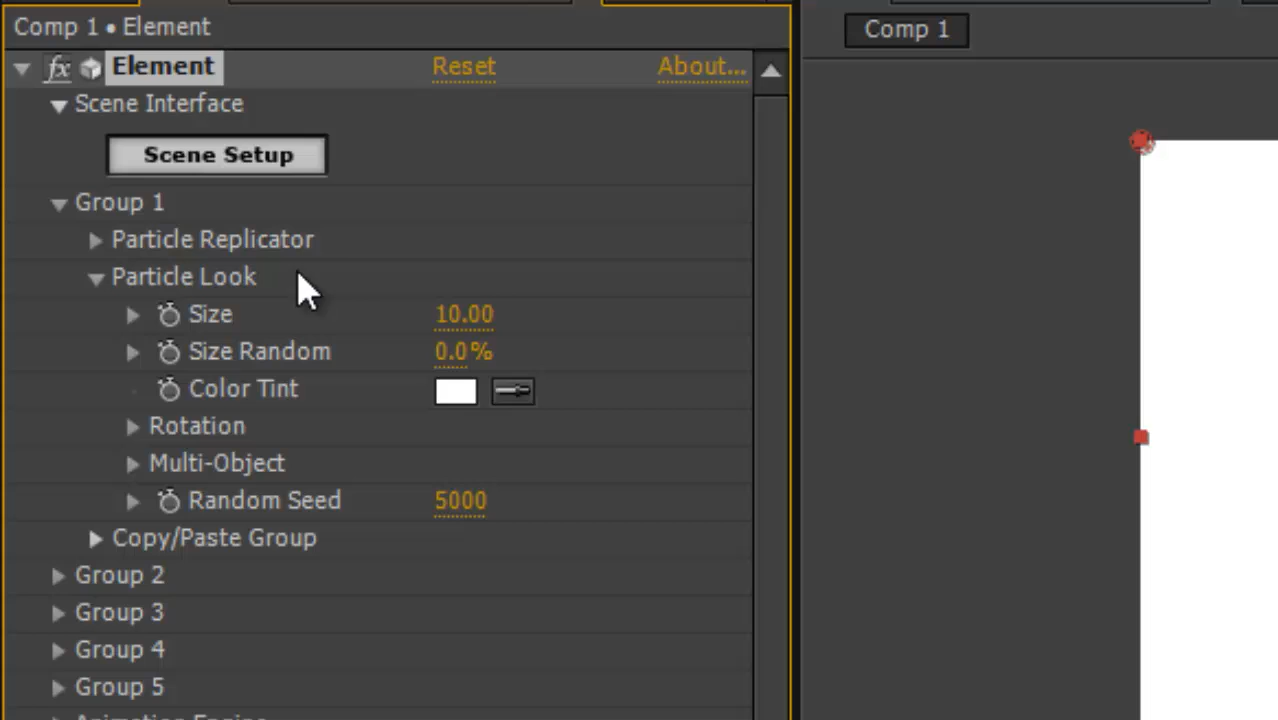 Comp 1 • Element
Comp 1
fx Element Reset About...
Scene Interface
Scene Setup
Group 1
Particle Replicator
Particle Look
Size 10.00
Size Random 0.0%
Color Tint
Rotation
Multi-Object
Random Seed 5000
Copy/Paste Group
Group 2
Group 3
Group 4
Group 5